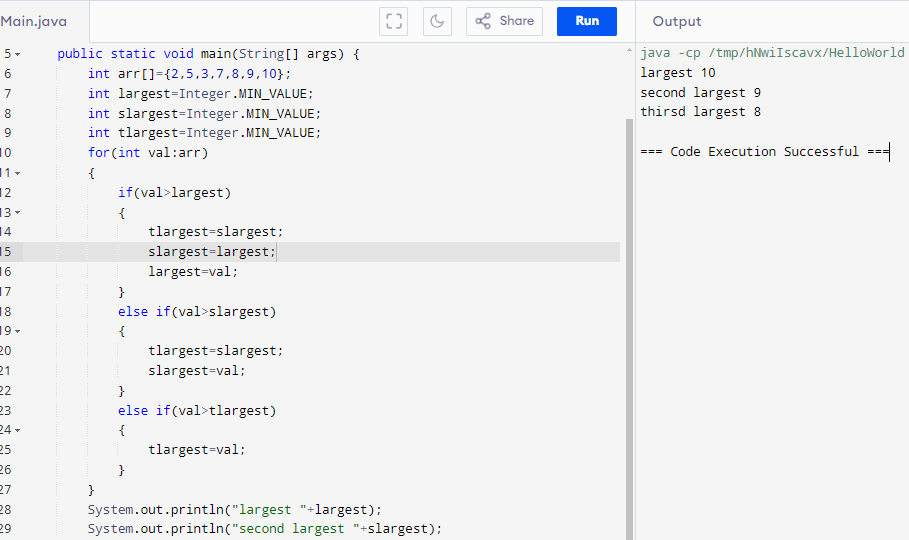 Main.java
Share
Run
Output
5 public static void main(String[] args) {
6 int arr[]={2,5,3,7,8,9,10};
7 int largest=Integer.MIN_VALUE;
8 int slargest=Integer.MIN_VALUE;
9 int tlargest=Integer.MIN_VALUE;
10 for(int val:arr)
11 {
12 if(val>largest)
13 {
14 tlargest=slargest;
15 slargest=largest;
16 largest=val;
17 }
18 else if(val>slargest)
19 {
20 tlargest=slargest;
21 slargest=val;
22 }
23 else if(val>tlargest)
24 {
25 tlargest=val;
26 }
27 }
28 System.out.println("largest "+largest);
29 System.out.println("second largest "+slargest);
java -cp /tmp/hNwiIscavx/HelloWorld
largest 10
second largest 9
thirsd largest 8
=== Code Execution Successful ===